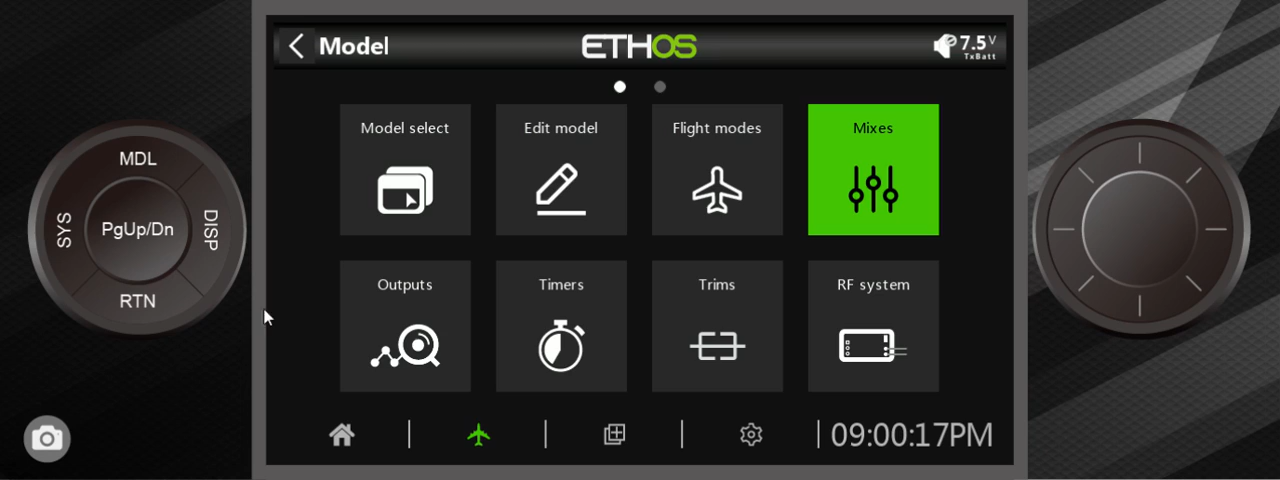 Model
ETHOS
7.5V
TxBatt
MDL
SYS
PgUp/Dn
DISP
RTN
Model select
Edit model
Flight modes
Mixes
Outputs
Timers
Trims
RF system
09:00:17PM